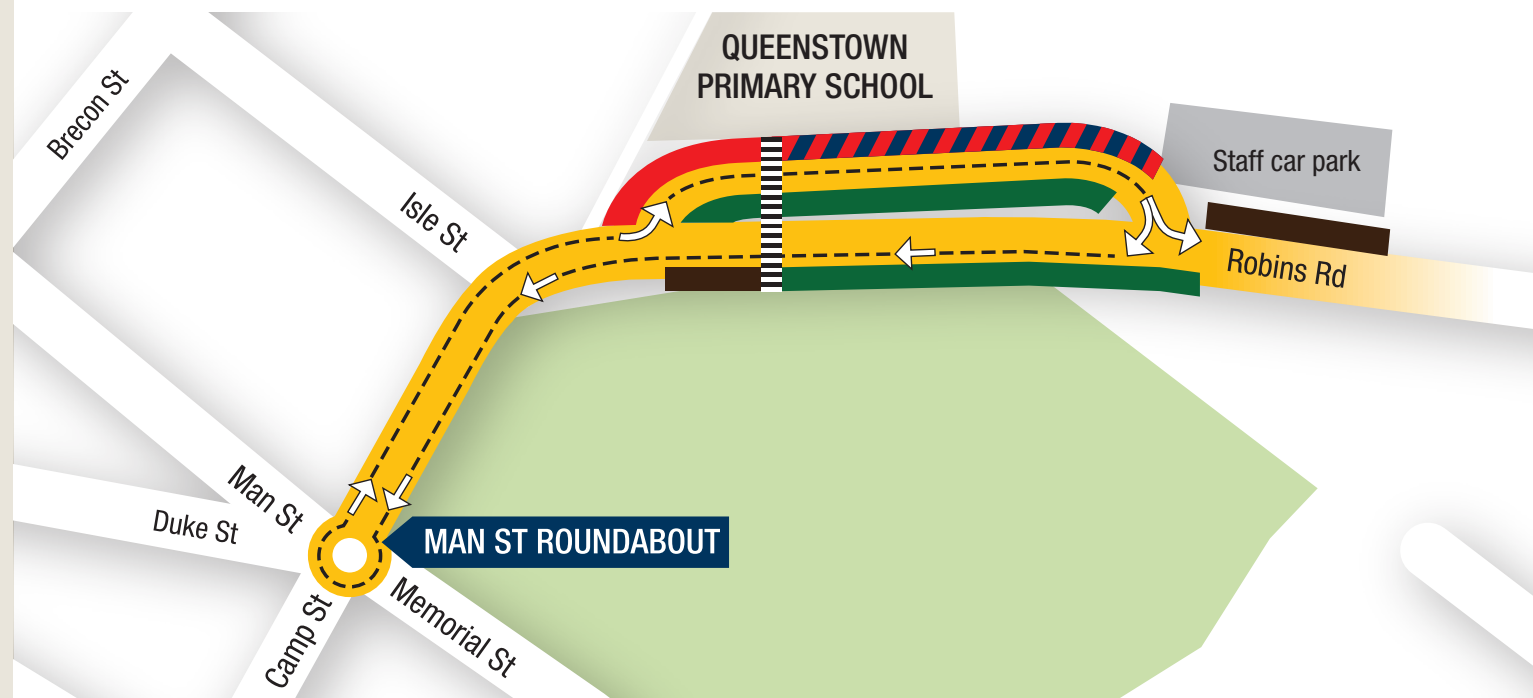 QUEENSTOWN
PRIMARY SCHOOL
Brecon St
Staff car park
Isle St
Robins Rd
Man St
Duke St
MAN ST ROUNDABOUT
Memorial St
Camp St